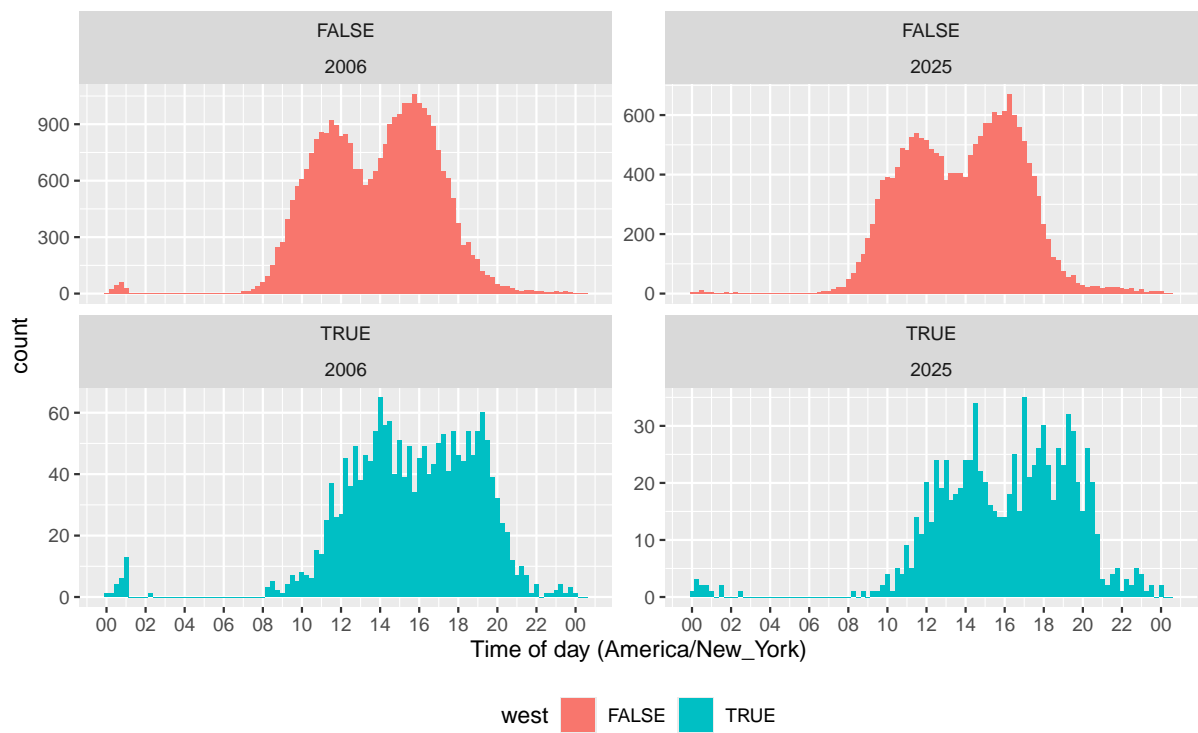 FALSE
2006
FALSE
2025
900
600
300
0
600
400
200
0
TRUE
2006
TRUE
2025
60
40
20
0
30
20
10
0
00 02 04 06 08 10 12 14 16 18 20 22 00
00 02 04 06 08 10 12 14 16 18 20 22 00
count
Time of day (America/New_York)
west FALSE TRUE